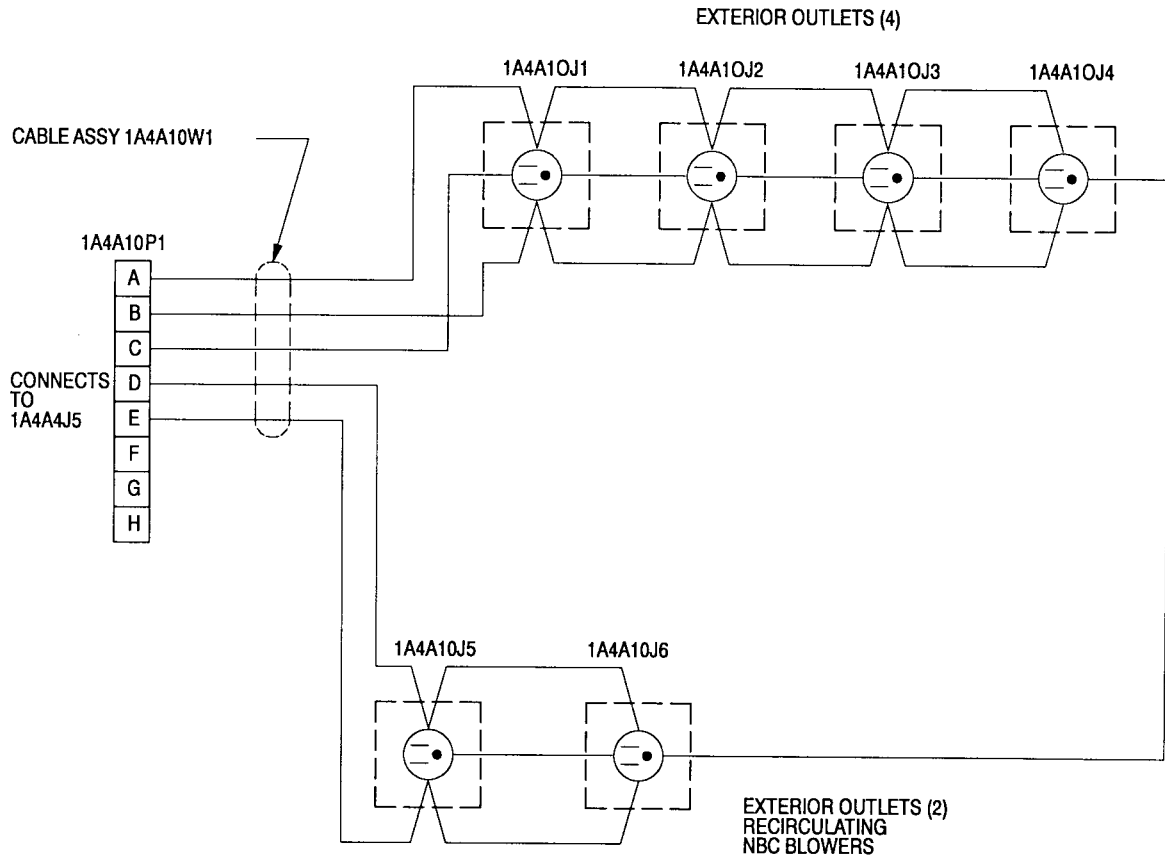 EXTERIOR OUTLETS (4)
1A4A1OJ1
1A4A1OJ2
1A4A1OJ3
1A4A1OJ4
CABLE ASSY 1A4A10W1
1A4A10P1
A
B
C
D
E
F
G
H
CONNECTS
TO
1A4A4J5
1A4A10J5
1A4A10J6
EXTERIOR OUTLETS (2)
RECIRCULATING
NBC BLOWERS